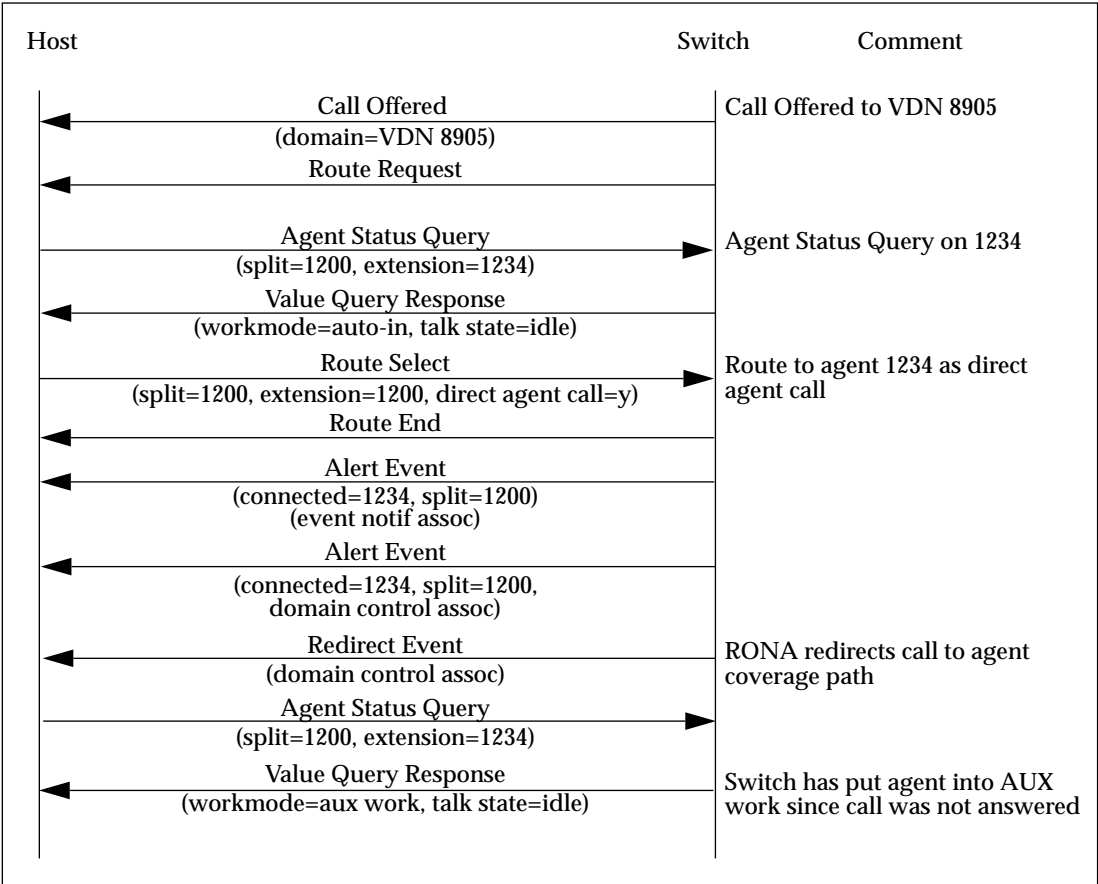 Host Switch Comment
Call Offered Call Offered to VDN 8905
(domain=VDN 8905)
Route Request
Agent Status Query Agent Status Query on 1234
(split=1200, extension=1234)
Value Query Response
(workmode=auto-in, talk state=idle)
Route Select Route to agent 1234 as direct
(split=1200, extension=1200, direct agent call=y) agent call
Route End
Alert Event
(connected=1234, split=1200)
(event notif assoc)
Alert Event
(connected=1234, split=1200,
domain control assoc)
Redirect Event RONA redirects call to agent
(domain control assoc) coverage path
Agent Status Query
(split=1200, extension=1234)
Value Query Response Switch has put agent into AUX
(workmode=aux work, talk state=idle) work since call was not answered